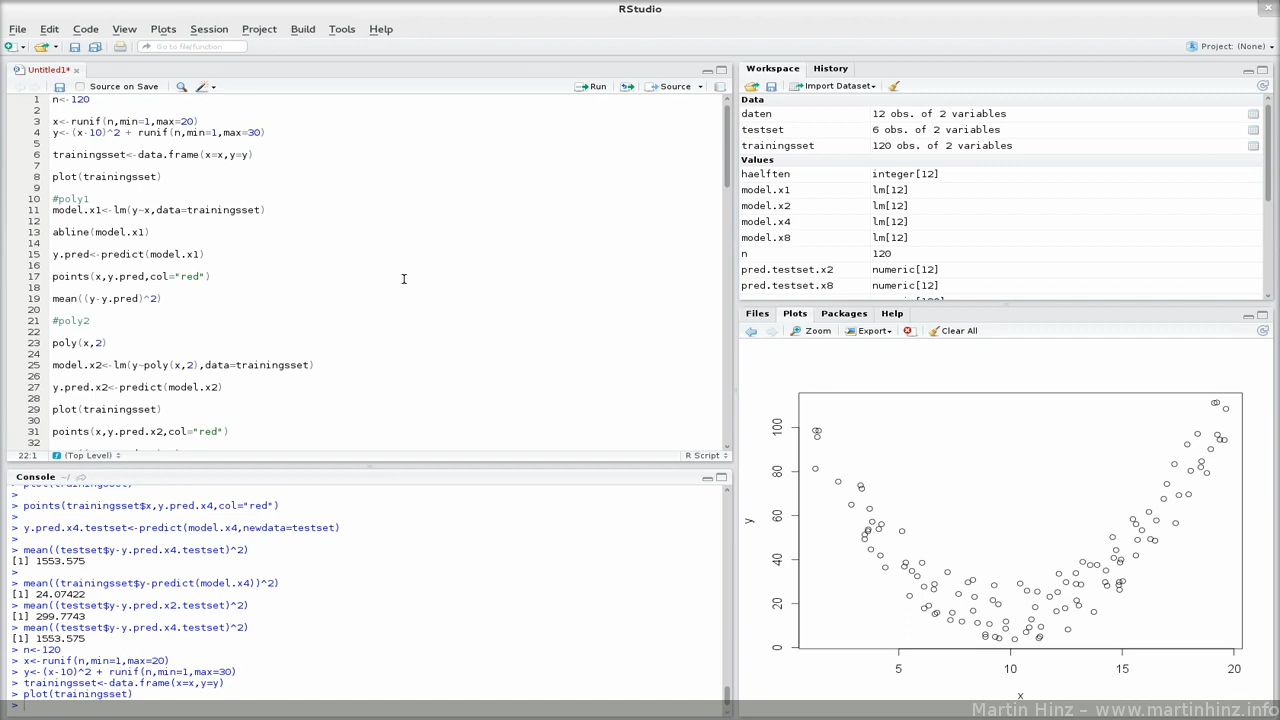 RStudio
File Edit Code View Plots Session Project Build Tools Help
Go to file/function
Project: (None)
Untitled1*
Source on Save
Run
Source
1 n<-120
2
3 x<-runif(n,min=1,max=20)
4 y<-(x-10)^2 + runif(n,min=1,max=30)
5
6 trainingsset<-data.frame(x=x,y=y)
7
8 plot(trainingsset)
9
10 #poly1
11 model.x1<-lm(y~x,data=trainingsset)
12
13 abline(model.x1)
14
15 y.pred<-predict(model.x1)
16
17 points(x,y.pred,col="red")
18
19 mean((y-y.pred)^2)
20
21 #poly2
22
23 poly(x,2)
24
25 model.x2<-lm(y~poly(x,2),data=trainingsset)
26
27 y.pred.x2<-predict(model.x2)
28
29 plot(trainingsset)
30
31 points(x,y.pred.x2,col="red")
32
22:1 (Top Level) R Script
Console ~/
> plot(trainingsset)
>
> points(trainingsset$x,y.pred.x4,col="red")
>
> y.pred.x4.testset<-predict(model.x4,newdata=testset)
>
> mean((testset$y-y.pred.x4.testset)^2)
[1] 1553.575
>
> mean((trainingsset$y-predict(model.x4))^2)
[1] 24.07422
> mean((testset$y-y.pred.x2.testset)^2)
[1] 299.7743
> mean((testset$y-y.pred.x4.testset)^2)
[1] 1553.575
> n<-120
> x<-runif(n,min=1,max=20)
> y<-(x-10)^2 + runif(n,min=1,max=30)
> trainingsset<-data.frame(x=x,y=y)
> plot(trainingsset)
>
Workspace History
Import Dataset
Data
daten 12 obs. of 2 variables
testset 6 obs. of 2 variables
trainingsset 120 obs. of 2 variables
Values
haelften integer[12]
model.x1 lm[12]
model.x2 lm[12]
model.x4 lm[12]
model.x8 lm[12]
n 120
pred.testset.x2 numeric[12]
pred.testset.x8 numeric[12]
Files Plots Packages Help
Zoom Export Clear All
100
80
60
40
20
0
y
5 10 15 20
x
Martin Hinz - www.martinhinz.info